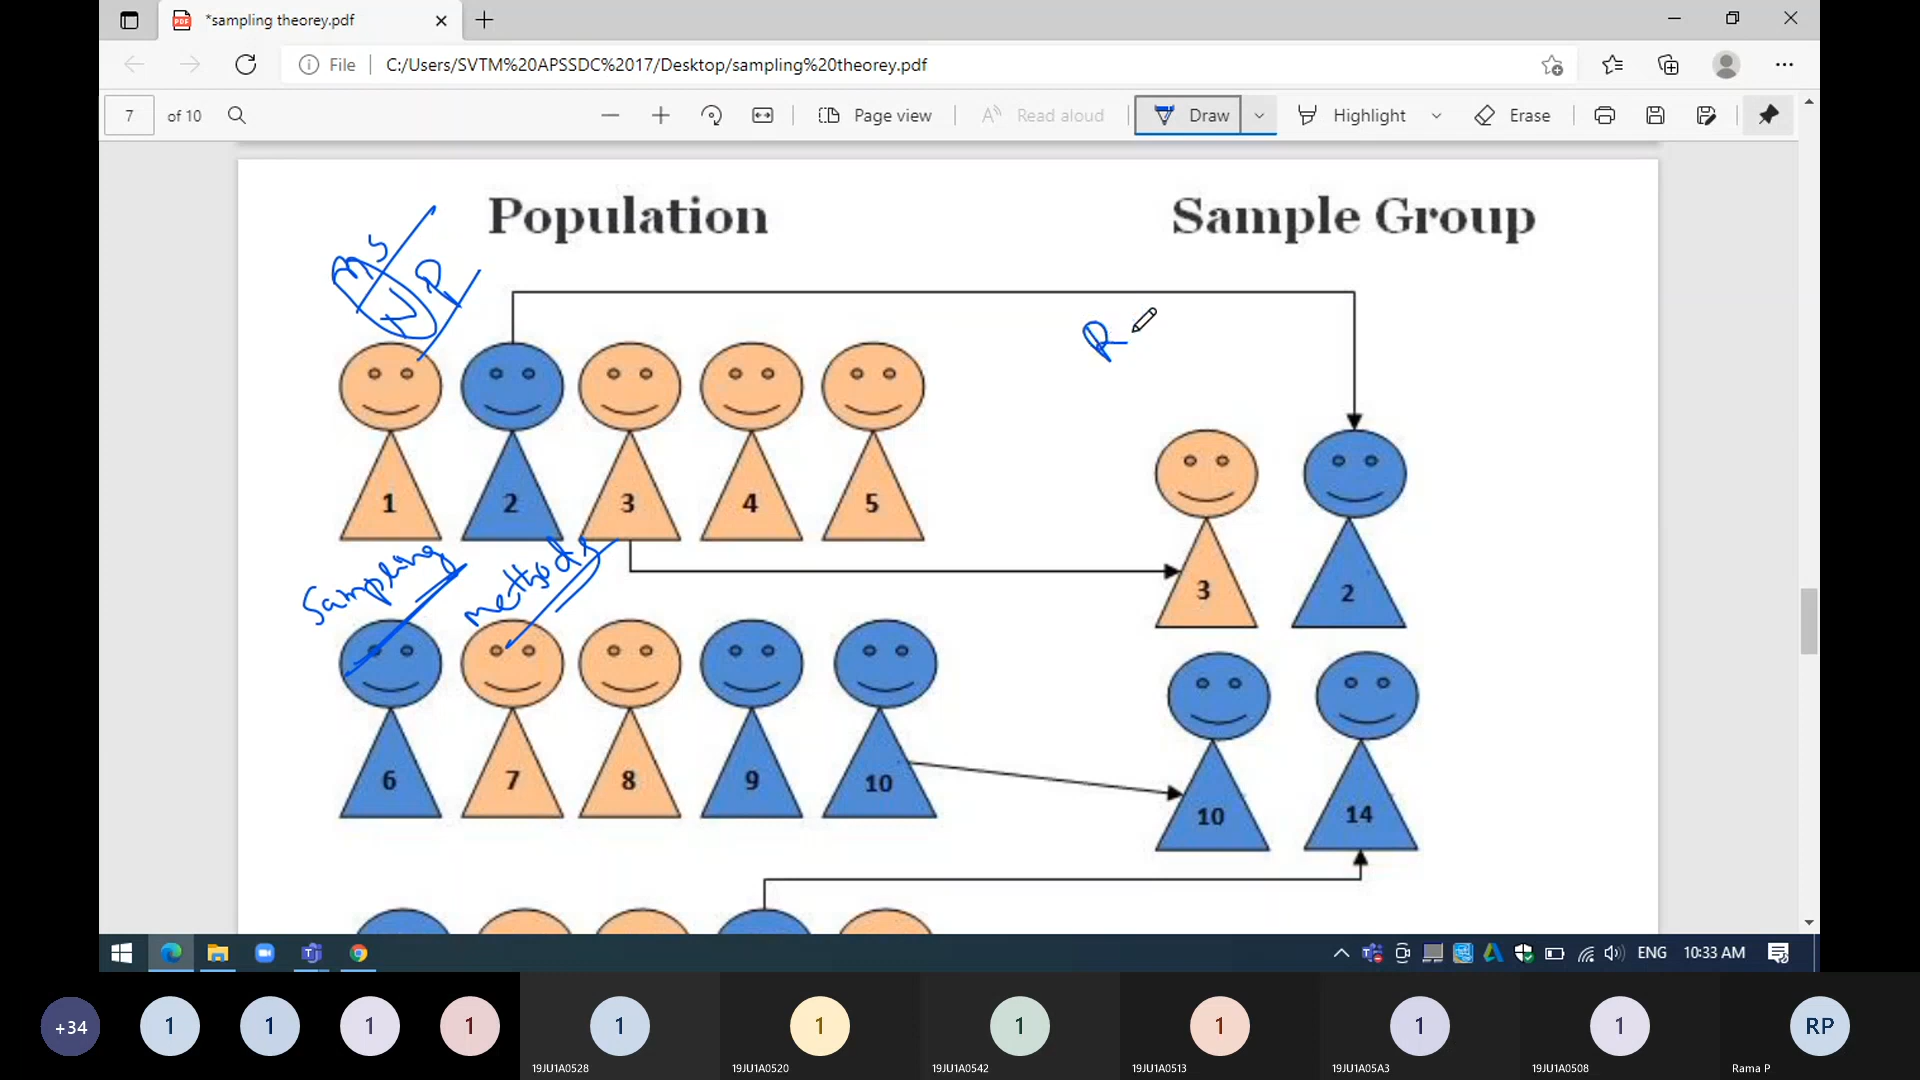 *sampling theorey.pdf
File
C:/Users/SVTM%20APSSDC%2017/Desktop/sampling%20theorey.pdf
7 of 10
Page view
Read aloud
Draw
Highlight
Erase
Population
Sample Group
R
1 2 3 4 5
3 2
Sampling methods
6 7 8 9 10
10 14
ENG 10:33 AM
+34 1 1 1 1 1 1 1 1 1 1 RP
19JU1A0528 19JU1A0520 19JU1A0542 19JU1A0513 19JU1A05A3 19JU1A0508 Rama P